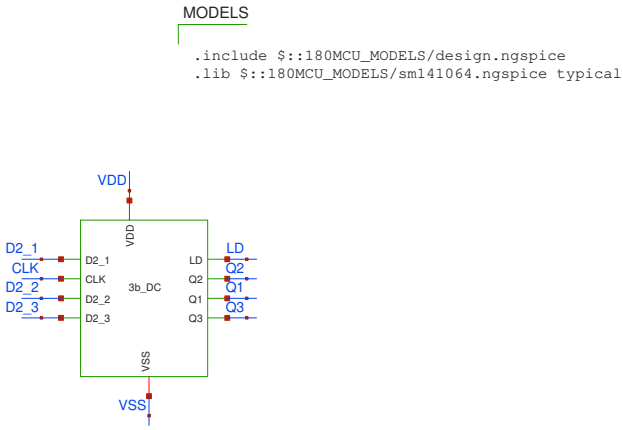 MODELS
.include $::180MCU_MODELS/design.ngspice
.lib $::180MCU_MODELS/sm141064.ngspice typical
VDD
VDD
D2_1 D2_1 LD LD
CLK CLK Q2 Q2
D2_2 D2_2 3b_DC Q1 Q1
D2_3 D2_3 Q3 Q3
VSS
VSS